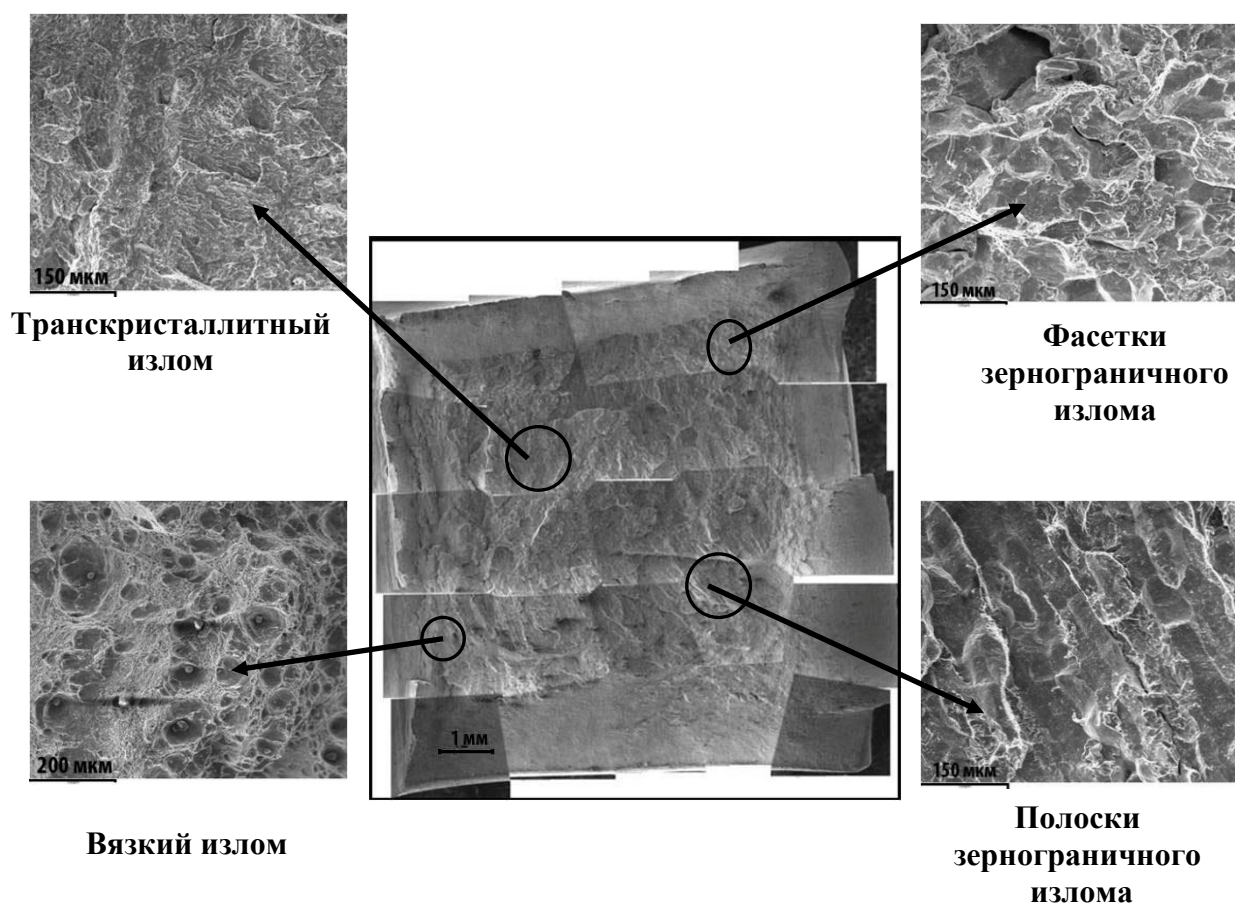 150 мкм
Транскристаллитный
излом
150 мкм
Фасетки
зернограничного
излома
1 мм
200 мкм
Вязкий излом
150 мкм
Полоски
зернограничного
излома